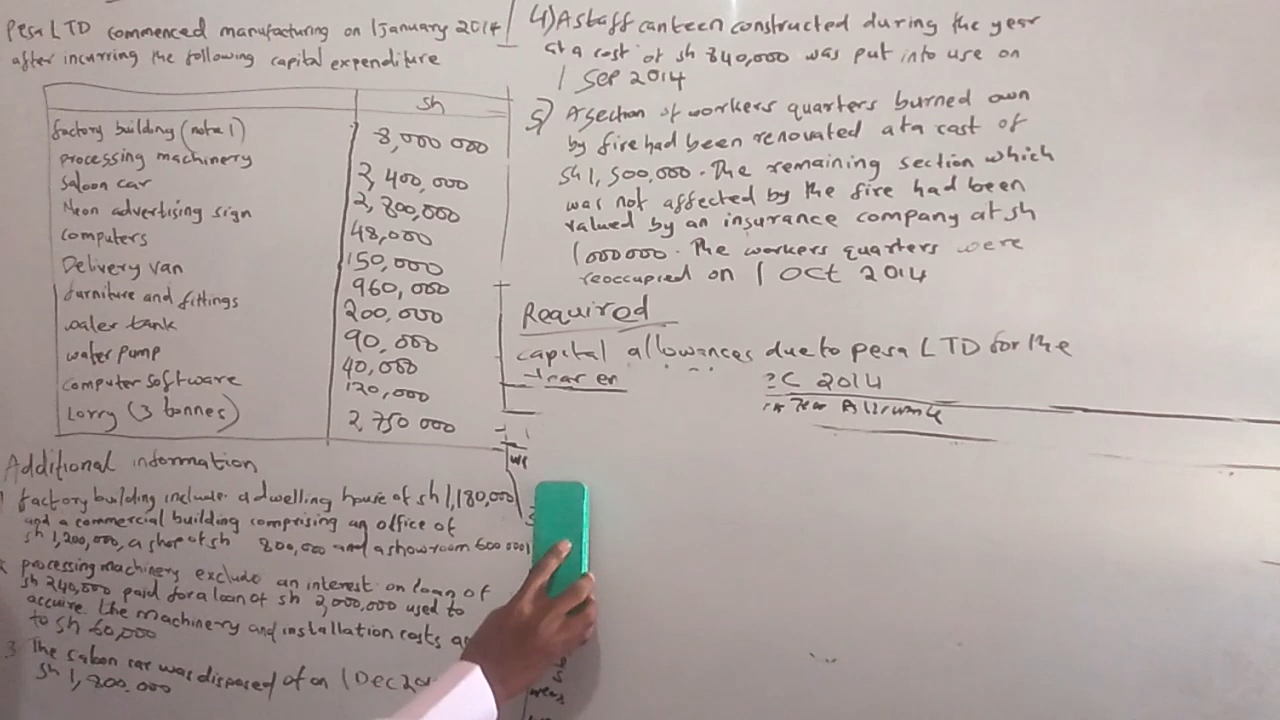 Pesa LTD commenced manufacturing on 1 January 2014
after incurring the following capital expenditure
sh
factory building (note 1) 8,000 000
processing machinery 2,400,000
Saloon car 2,800,000
Neon advertising sign 48,000
computers 150,000
Delivery van 960,000
furniture and fittings 200,000
water tank 90,000
water pump 40,000
computer software 120,000
Lorry (3 tonnes) 2,750 000
Additional information
1 factory building include a dwelling house of sh 1,180,000
and a commercial building comprising an office of
sh 1,200,000, a shop of sh 800,000 and a showroom 600 000
processing machinery exclude an interest on loan of
sh 240,000 paid for a loan of sh 2,000,000 used to
accuire the machinery and installation costs
to sh 60,000
3 The saloon car was disposed of on 1 Dec
sh 1,800.000
4) A staff canteen constructed during the year
at a cost of sh 840,000 was put into use on
1 Sep 2014
5) A section of workers quarters burned own
by fire had been renovated at a cost of
sh 1,500,000. The remaining section which
was not affected by the fire had been
valued by an insurance company at sh
1000000. The workers quarters were
reoccupied on 1 Oct 2014
Required
capital allowances due to pesa LTD for the
2014